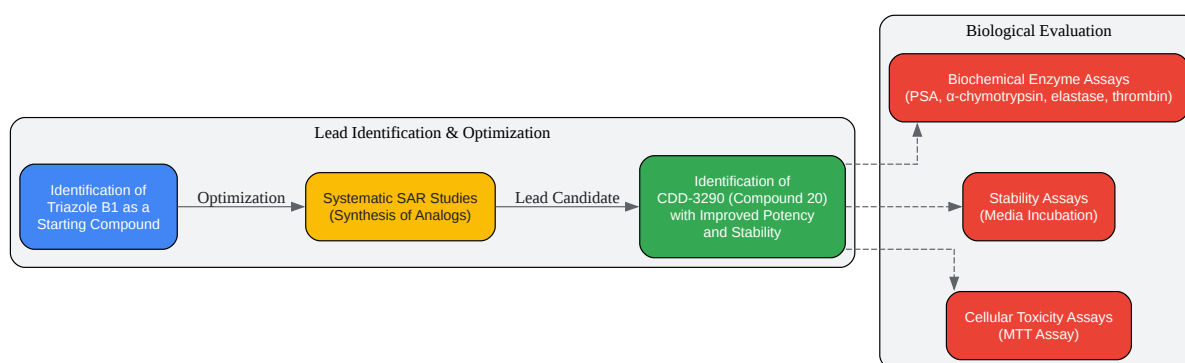 Lead Identification & Optimization
Identification of
Triazole B1 as a
Starting Compound
Optimization
Systematic SAR Studies
(Synthesis of Analogs)
Lead Candidate
Identification of
CDD-3290 (Compound 20)
with Improved Potency
and Stability
Biological Evaluation
Biochemical Enzyme Assays
(PSA, α-chymotrypsin, elastase, thrombin)
Stability Assays
(Media Incubation)
Cellular Toxicity Assays
(MTT Assay)